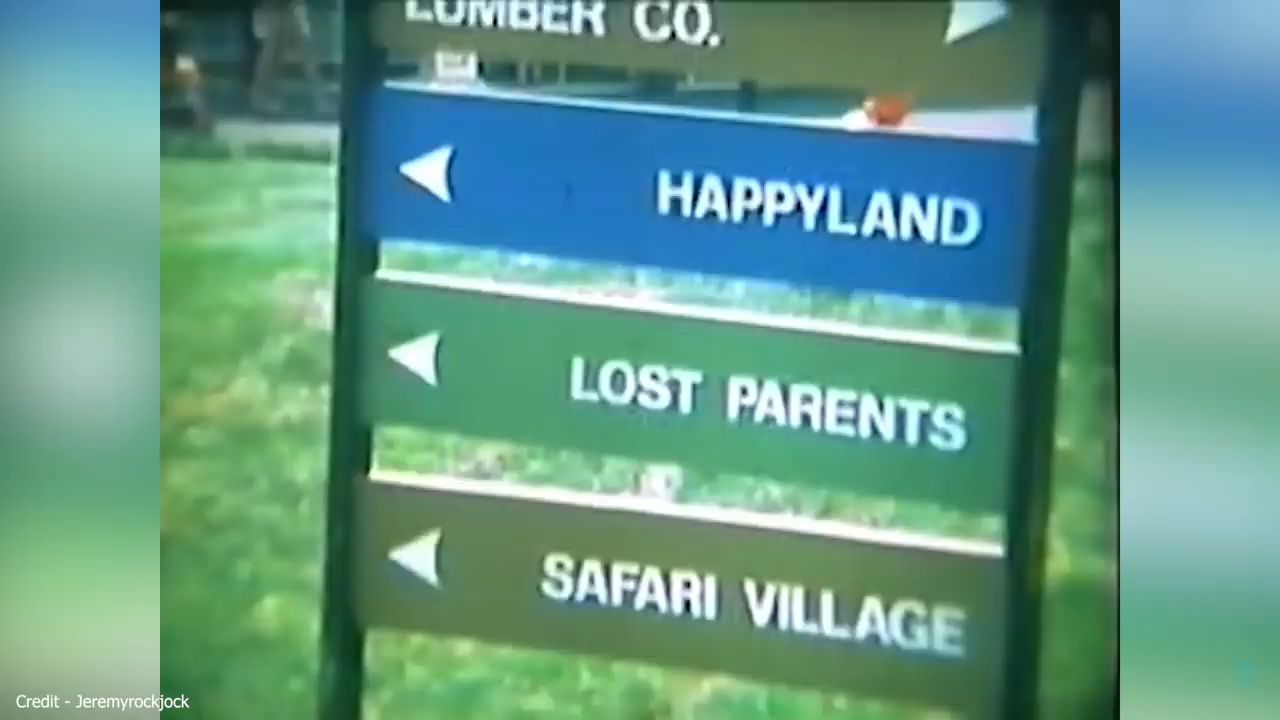 LUMBER CO.
HAPPYLAND
LOST PARENTS
SAFARI VILLAGE
Credit - Jeremyrockjock